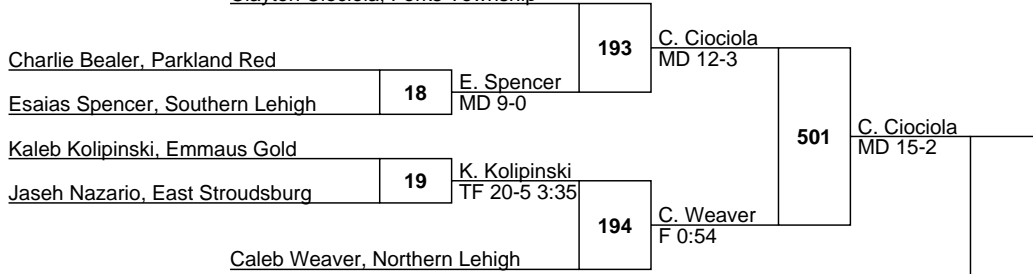 Clayton Ciociola, Forks Township
193
C. Ciociola
MD 12-3
Charlie Bealer, Parkland Red
18
E. Spencer
MD 9-0
Esaias Spencer, Southern Lehigh
501
C. Ciociola
MD 15-2
Kaleb Kolipinski, Emmaus Gold
19
K. Kolipinski
TF 20-5 3:35
Jaseh Nazario, East Stroudsburg
194
C. Weaver
F 0:54
Caleb Weaver, Northern Lehigh